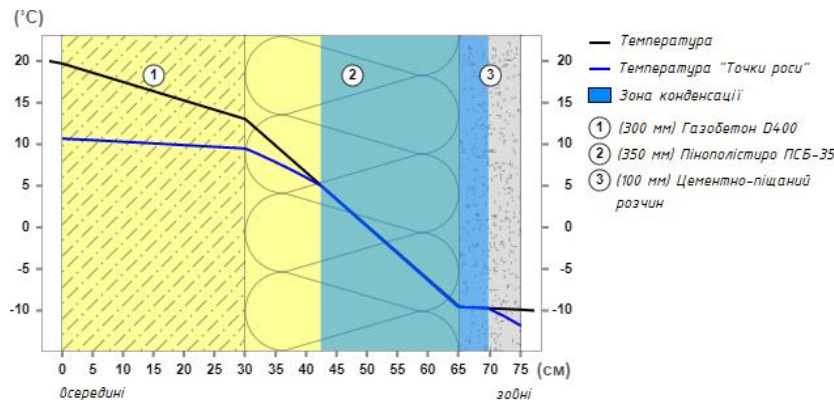 (°C)
20
15
10
5
0
-5
-10
1
2
3
20
15
10
5
0
-5
-10
0 5 10 15 20 25 30 35 40 45 50 55 60 65 70 75 (см)
всередині
зовні
Температура
Температура "Точки роси"
Зона конденсації
1 (300 мм) Газобетон D400
2 (350 мм) Пінополістиро ПСБ-35
3 (100 мм) Цементно-піщаний
розчин